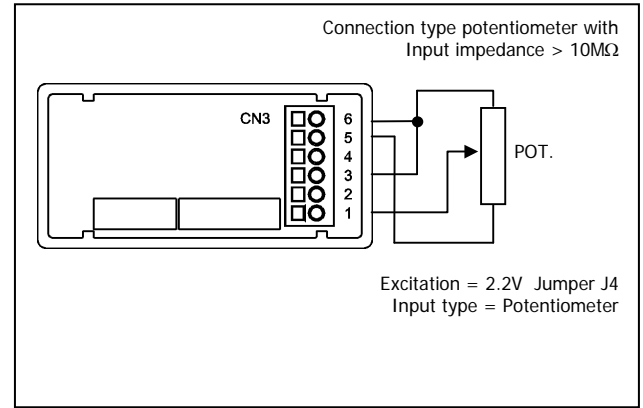 Connection type potentiometer with
Input impedance > 10MΩ
CN3
6
5
4
3
2
1
POT.
Excitation = 2.2V Jumper J4
Input type = Potentiometer